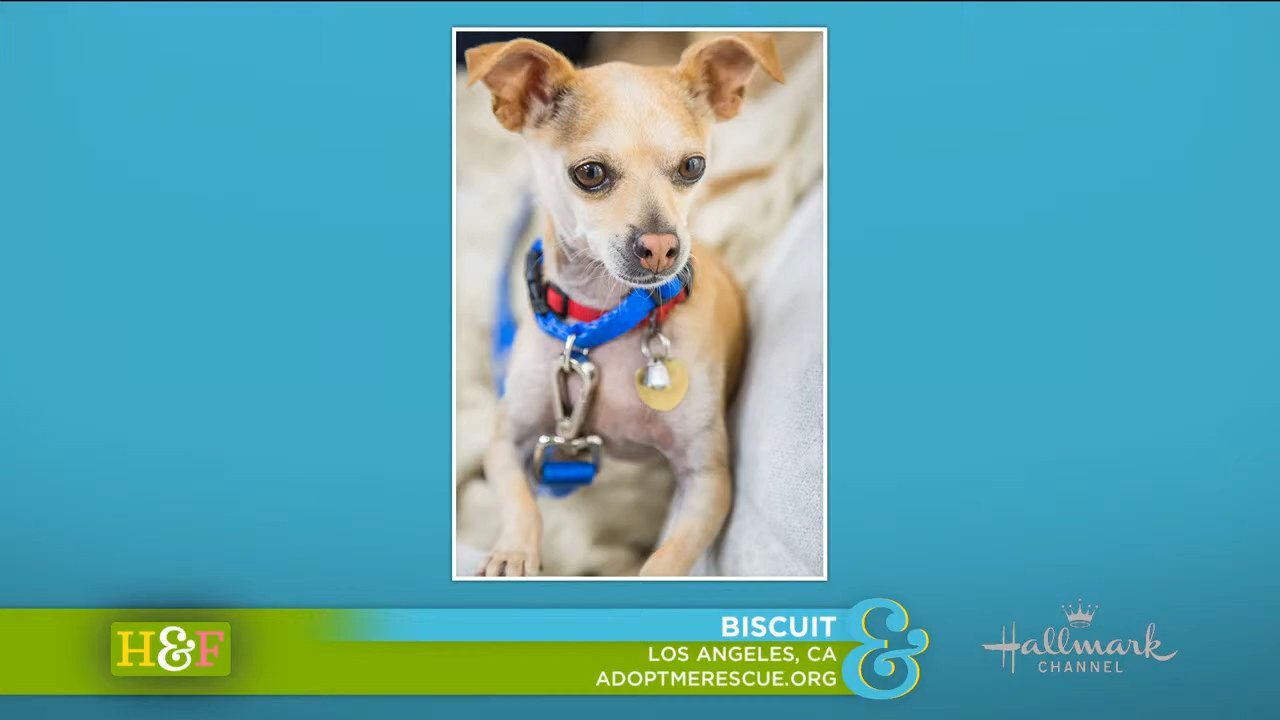 H&F
BISCUIT
LOS ANGELES, CA
ADOPTMERESCUE.ORG
&
Hallmark
CHANNEL